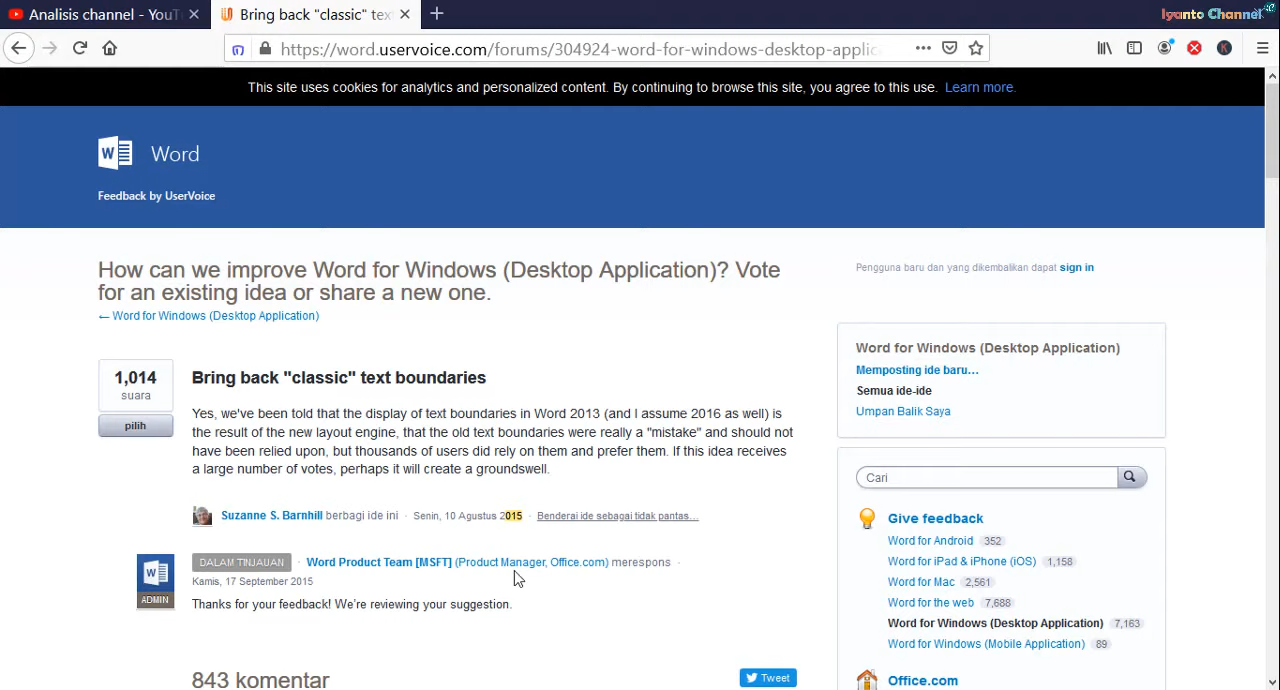 Analisis channel - YouT
Bring back "classic" tex
Iyanto Channel
https://word.uservoice.com/forums/304924-word-for-windows-desktop-applic
K
This site uses cookies for analytics and personalized content. By continuing to browse this site, you agree to this use. Learn more.
W
Word
Feedback by UserVoice
How can we improve Word for Windows (Desktop Application)? Vote
for an existing idea or share a new one.
← Word for Windows (Desktop Application)
Pengguna baru dan yang dikembalikan dapat sign in
1,014
suara
pilih
Bring back "classic" text boundaries
Yes, we've been told that the display of text boundaries in Word 2013 (and I assume 2016 as well) is
the result of the new layout engine, that the old text boundaries were really a "mistake" and should not
have been relied upon, but thousands of users did rely on them and prefer them. If this idea receives
a large number of votes, perhaps it will create a groundswell.
Suzanne S. Barnhill berbagi ide ini · Senin, 10 Agustus 2015 · Benderai ide sebagai tidak pantas…
W
ADMIN
DALAM TINJAUAN · Word Product Team [MSFT] (Product Manager, Office.com) merespons ·
Kamis, 17 September 2015
Thanks for your feedback! We're reviewing your suggestion.
843 komentar
Tweet
Word for Windows (Desktop Application)
Memposting ide baru…
Semua ide-ide
Umpan Balik Saya
Cari
Give feedback
Word for Android 352
Word for iPad & iPhone (iOS) 1,158
Word for Mac 2,561
Word for the web 7,688
Word for Windows (Desktop Application) 7,163
Word for Windows (Mobile Application) 89
Office.com